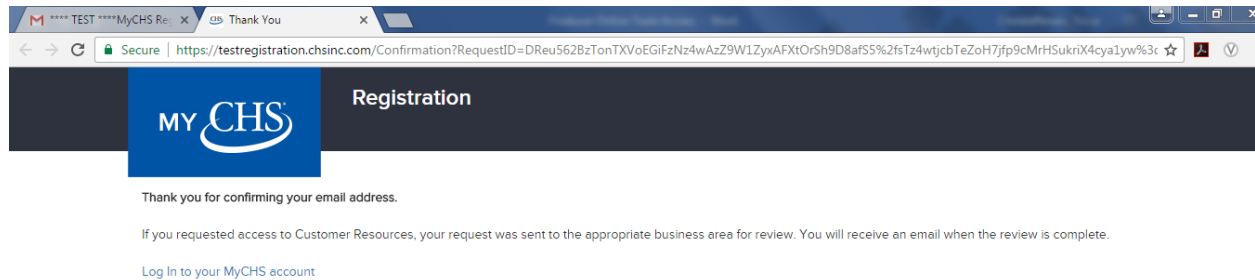 **** TEST ****MyCHS Re
Thank You
Secure | https://testregistration.chsinc.com/Confirmation?RequestID=DReu562BzTonTXVoEGiFzNz4wAzZ9W1ZyxAFXtOrSh9D8afS5%2fsTz4wtjcbTeZoH7jfp9cMrHSukriX4cya1yw%3c
MY CHS
Registration
Thank you for confirming your email address.
If you requested access to Customer Resources, your request was sent to the appropriate business area for review. You will receive an email when the review is complete.
Log In to your MyCHS account